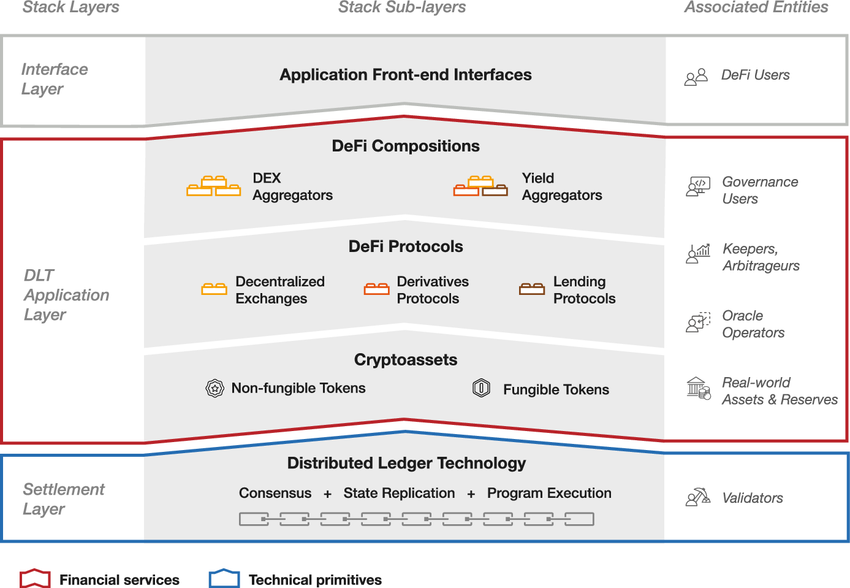 Stack Layers
Stack Sub-layers
Associated Entities
Interface
Layer
Application Front-end Interfaces
DeFi Users
DLT
Application
Layer
DeFi Compositions
DEX
Aggregators
Yield
Aggregators
DeFi Protocols
Decentralized
Exchanges
Derivatives
Protocols
Lending
Protocols
Cryptoassets
Non-fungible Tokens
Fungible Tokens
Governance
Users
Keepers,
Arbitrageurs
Oracle
Operators
Real-world
Assets & Reserves
Settlement
Layer
Distributed Ledger Technology
Consensus + State Replication + Program Execution
Validators
Financial services
Technical primitives